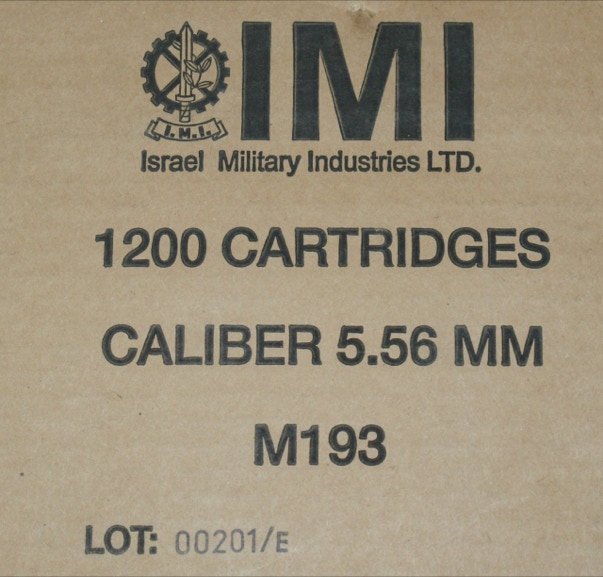 IMI
I.M.I.
Israel Military Industries LTD.
1200 CARTRIDGES
CALIBER 5.56 MM
M193
LOT: 00201/E